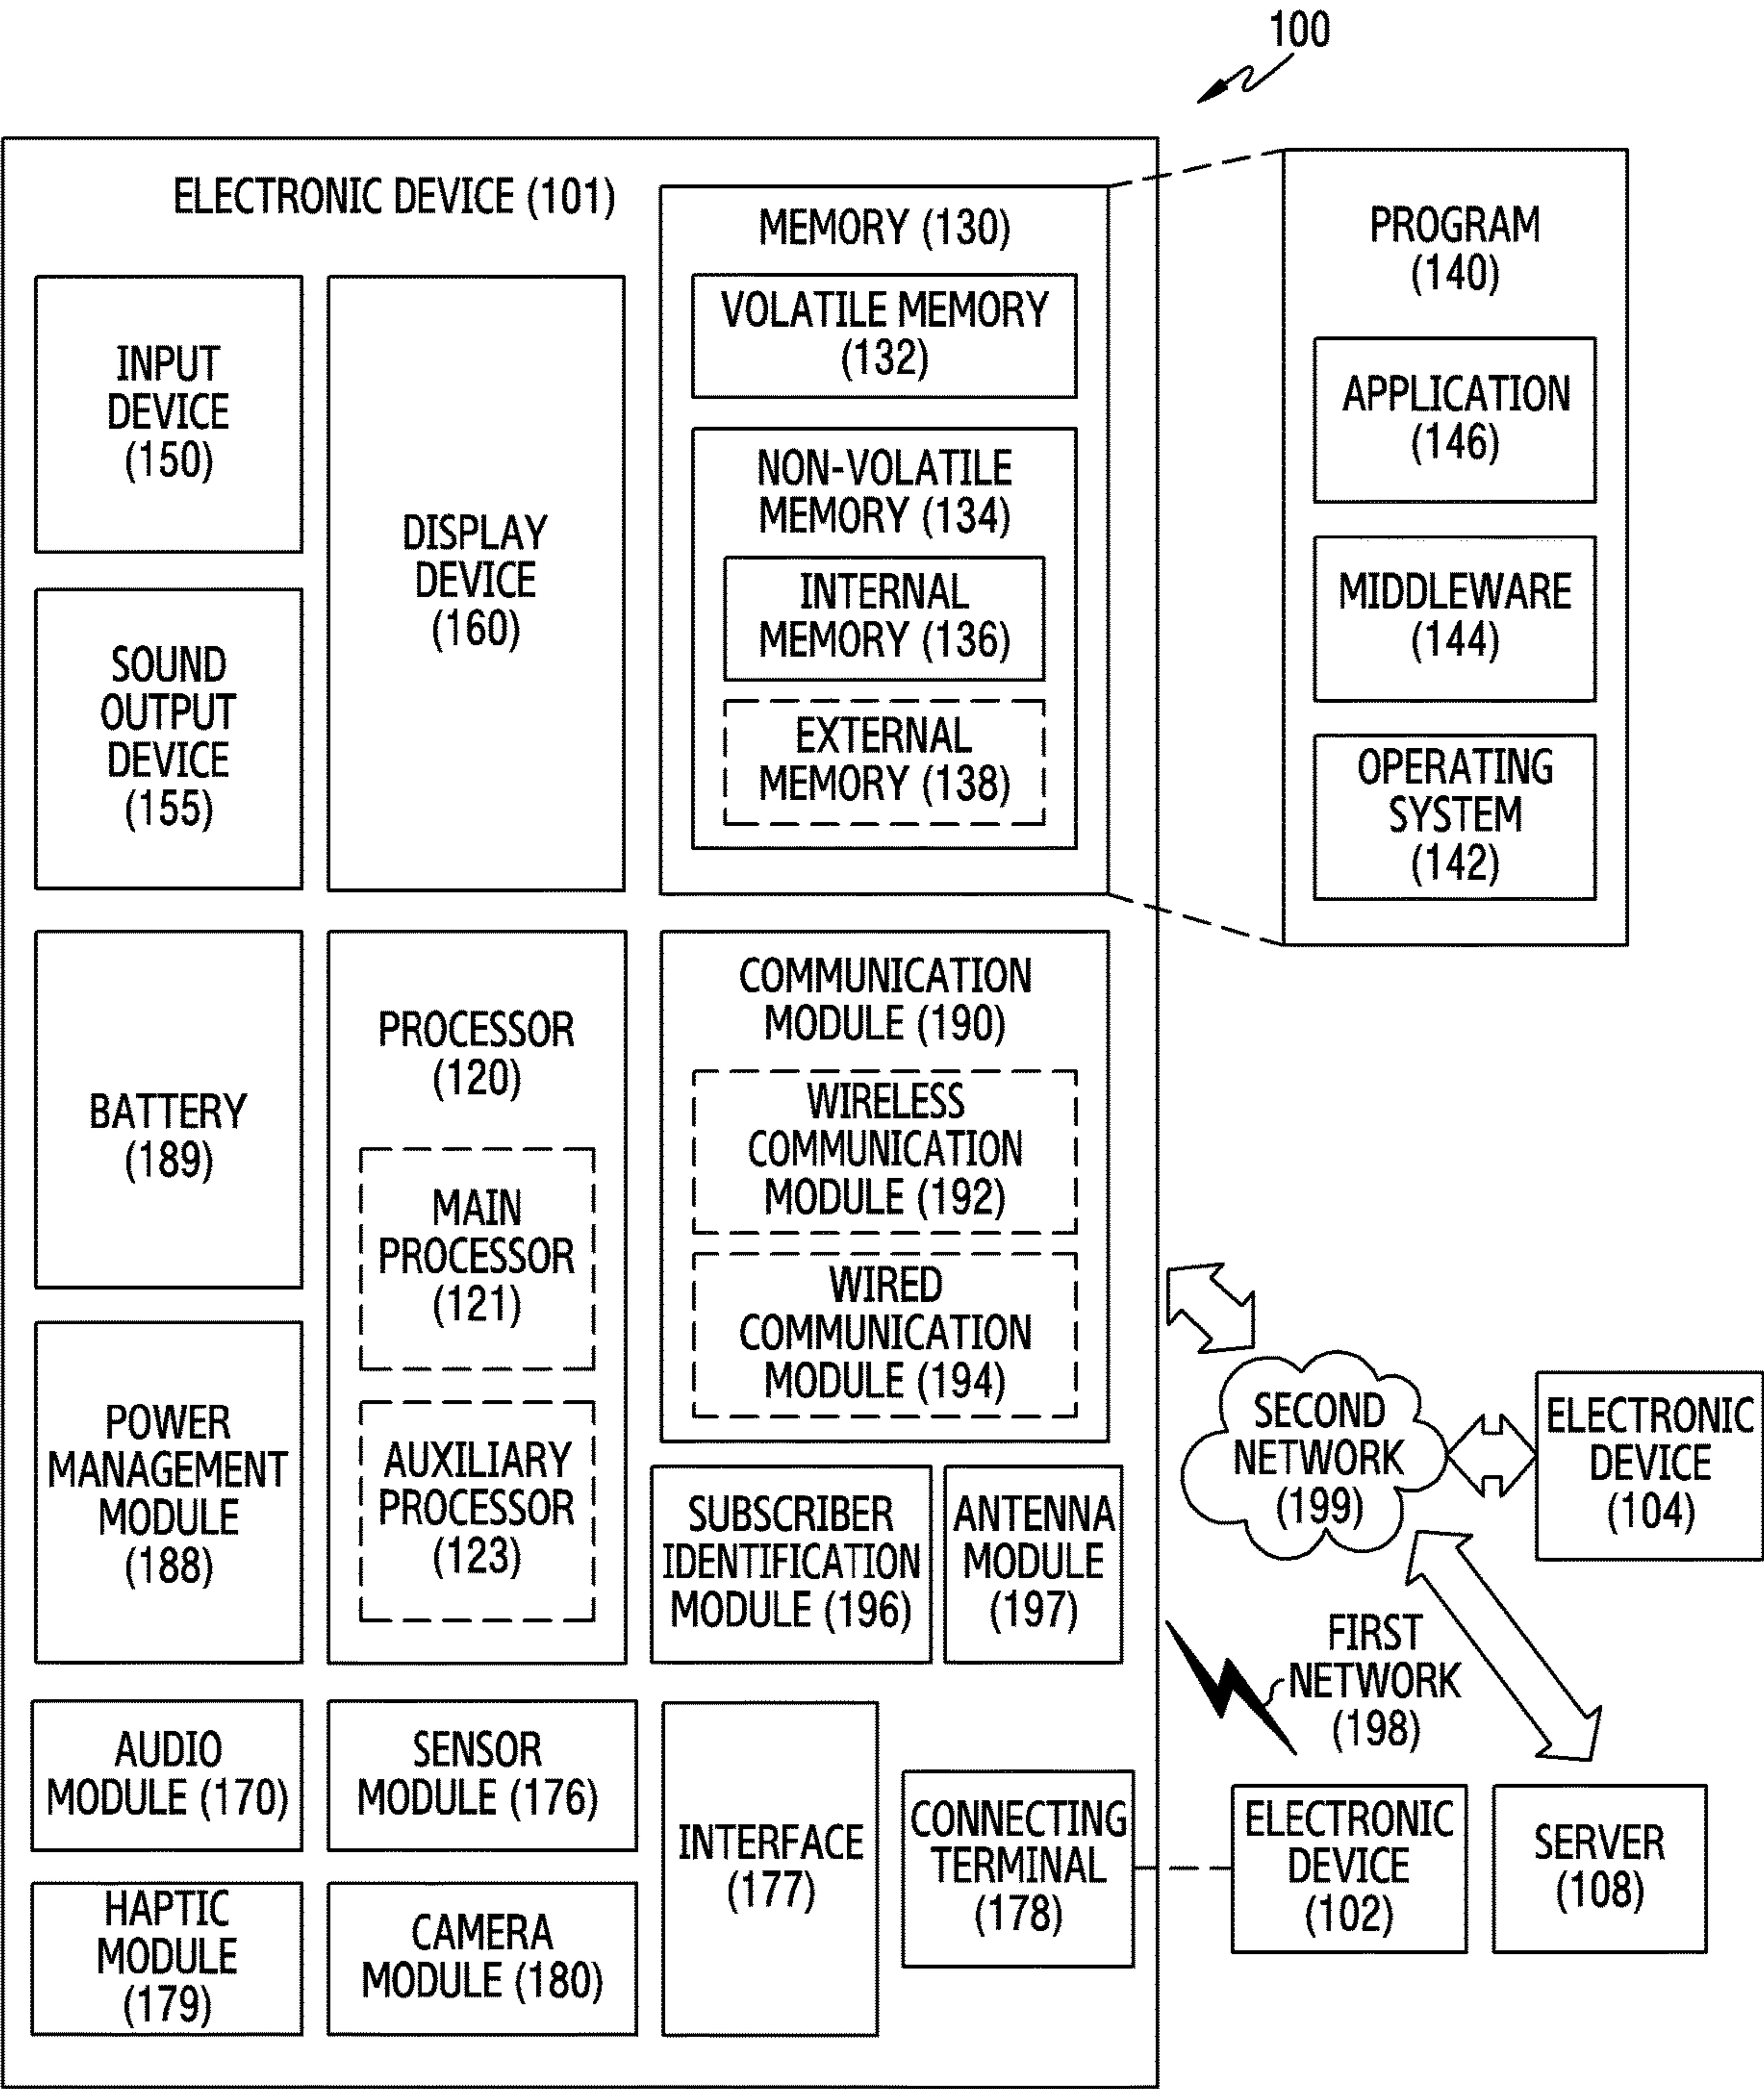 100
ELECTRONIC DEVICE (101)
INPUT
DEVICE
(150)
SOUND
OUTPUT
DEVICE
(155)
DISPLAY
DEVICE
(160)
MEMORY (130)
VOLATILE MEMORY
(132)
NON-VOLATILE
MEMORY (134)
INTERNAL
MEMORY (136)
EXTERNAL
MEMORY (138)
PROGRAM
(140)
APPLICATION
(146)
MIDDLEWARE
(144)
OPERATING
SYSTEM
(142)
BATTERY
(189)
POWER
MANAGEMENT
MODULE
(188)
PROCESSOR
(120)
MAIN
PROCESSOR
(121)
AUXILIARY
PROCESSOR
(123)
COMMUNICATION
MODULE (190)
WIRELESS
COMMUNICATION
MODULE (192)
WIRED
COMMUNICATION
MODULE (194)
SUBSCRIBER
IDENTIFICATION
MODULE (196)
ANTENNA
MODULE
(197)
SECOND
NETWORK
(199)
ELECTRONIC
DEVICE
(104)
FIRST
NETWORK
(198)
AUDIO
MODULE (170)
SENSOR
MODULE (176)
HAPTIC
MODULE
(179)
CAMERA
MODULE (180)
INTERFACE
(177)
CONNECTING
TERMINAL
(178)
ELECTRONIC
DEVICE
(102)
SERVER
(108)